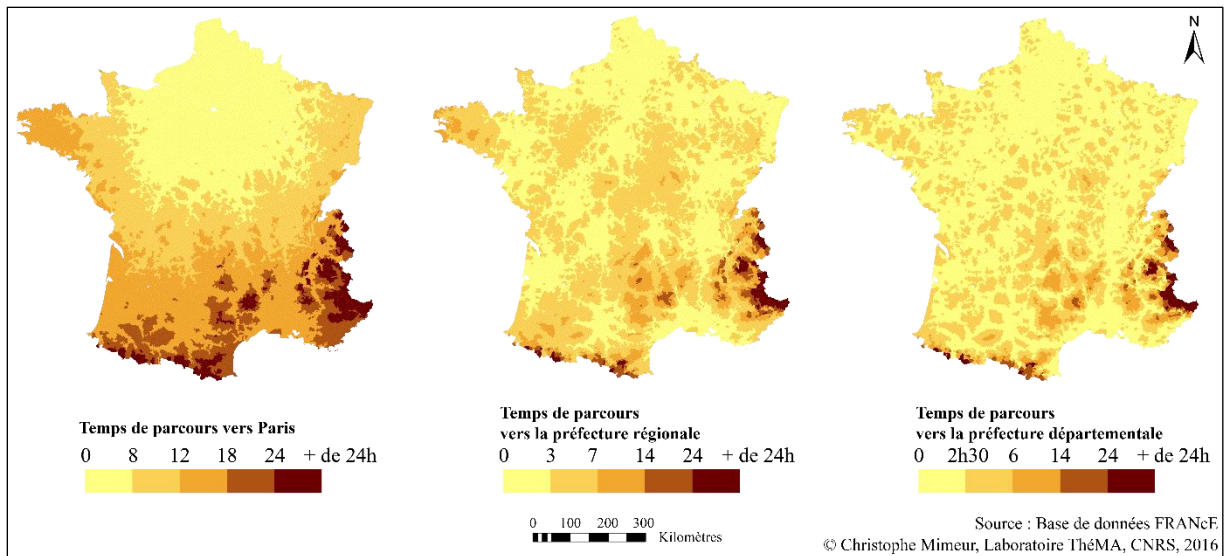 N
Temps de parcours vers Paris
0 8 12 18 24 + de 24h
Temps de parcours
vers la préfecture régionale
0 3 7 14 24 + de 24h
Temps de parcours
vers la préfecture départementale
0 2h30 6 14 24 + de 24h
0 100 200 300
Kilomètres
Source : Base de données FRANcE
© Christophe Mimeur, Laboratoire ThéMA, CNRS, 2016